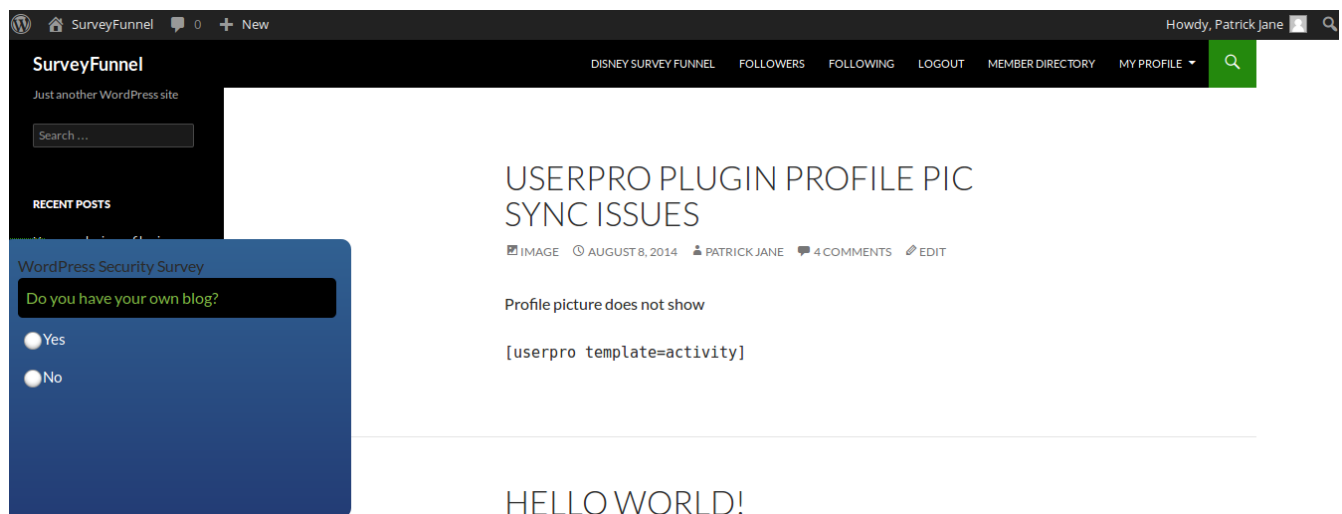 SurveyFunnel 0 New Howdy, Patrick Jane
SurveyFunnel DISNEY SURVEY FUNNEL FOLLOWERS FOLLOWING LOGOUT MEMBER DIRECTORY MY PROFILE
Just another WordPress site
Search ...
RECENT POSTS
USERPRO PLUGIN PROFILE PIC
SYNC ISSUES
IMAGE AUGUST 8, 2014 PATRICK JANE 4 COMMENTS EDIT
Profile picture does not show
[userpro template=activity]
WordPress Security Survey
Do you have your own blog?
Yes
No
HELLO WORLD!